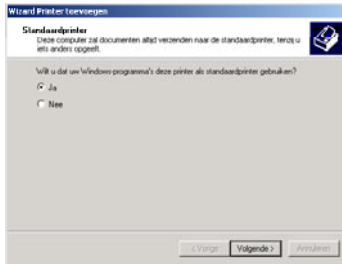 Wizard Printer toevoegen
Standaardprinter
Deze computer zal documenten altijd verzenden naar de standaardprinter, tenzij u
iets anders opgeeft.
Wilt u dat uw Windows-programma's deze printer als standaardprinter gebruiken?
Ja
Nee
< Vorige
Volgende >
Annuleren